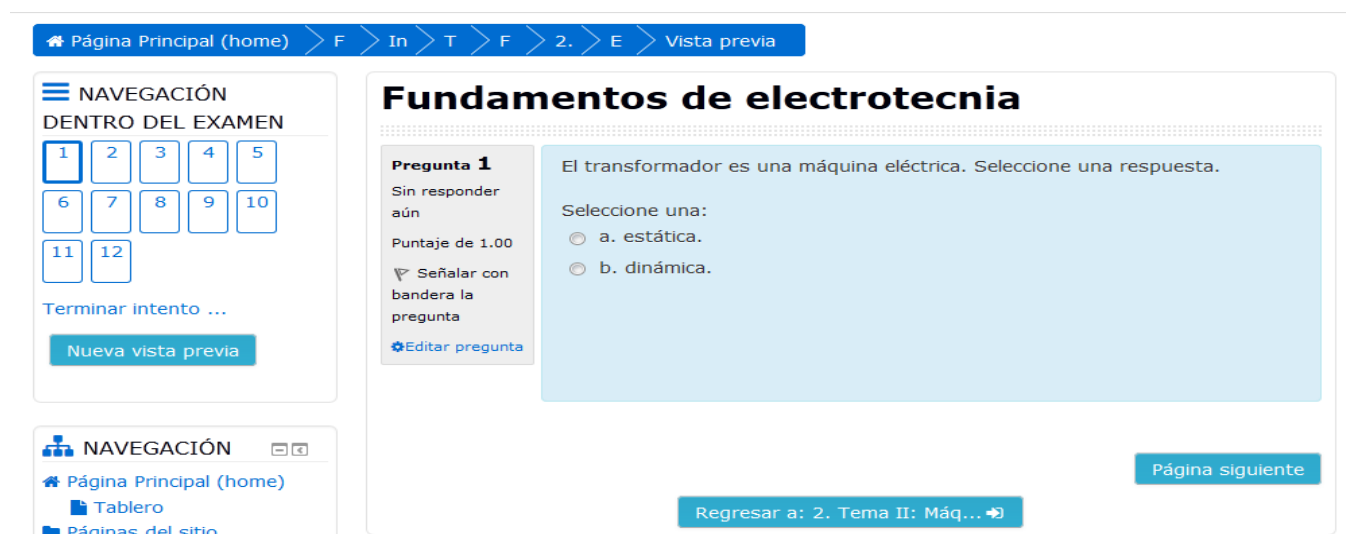 Página Principal (home) F In T F 2. E Vista previa
NAVEGACIÓN
DENTRO DEL EXAMEN
1 2 3 4 5
6 7 8 9 10
11 12
Terminar intento ...
Nueva vista previa
NAVEGACIÓN
Página Principal (home)
Tablero
Páginas del sitio
Fundamentos de electrotecnia
Pregunta 1
Sin responder
aún
Puntaje de 1.00
Señalar con
bandera la
pregunta
Editar pregunta
El transformador es una máquina eléctrica. Seleccione una respuesta.
Seleccione una:
a. estática.
b. dinámica.
Página siguiente
Regresar a: 2. Tema II: Máq...